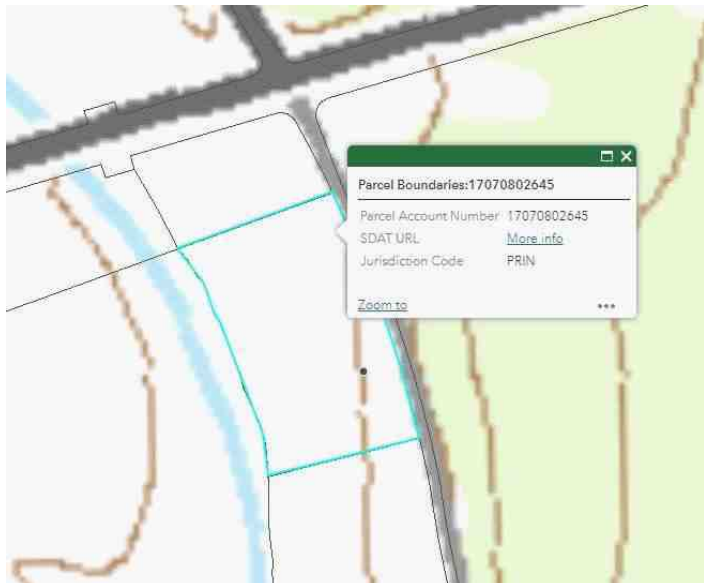 Parcel Boundaries:17070802645
Parcel Account Number 17070802645
SDAT URL More info
Jurisdiction Code PRIN
Zoom to